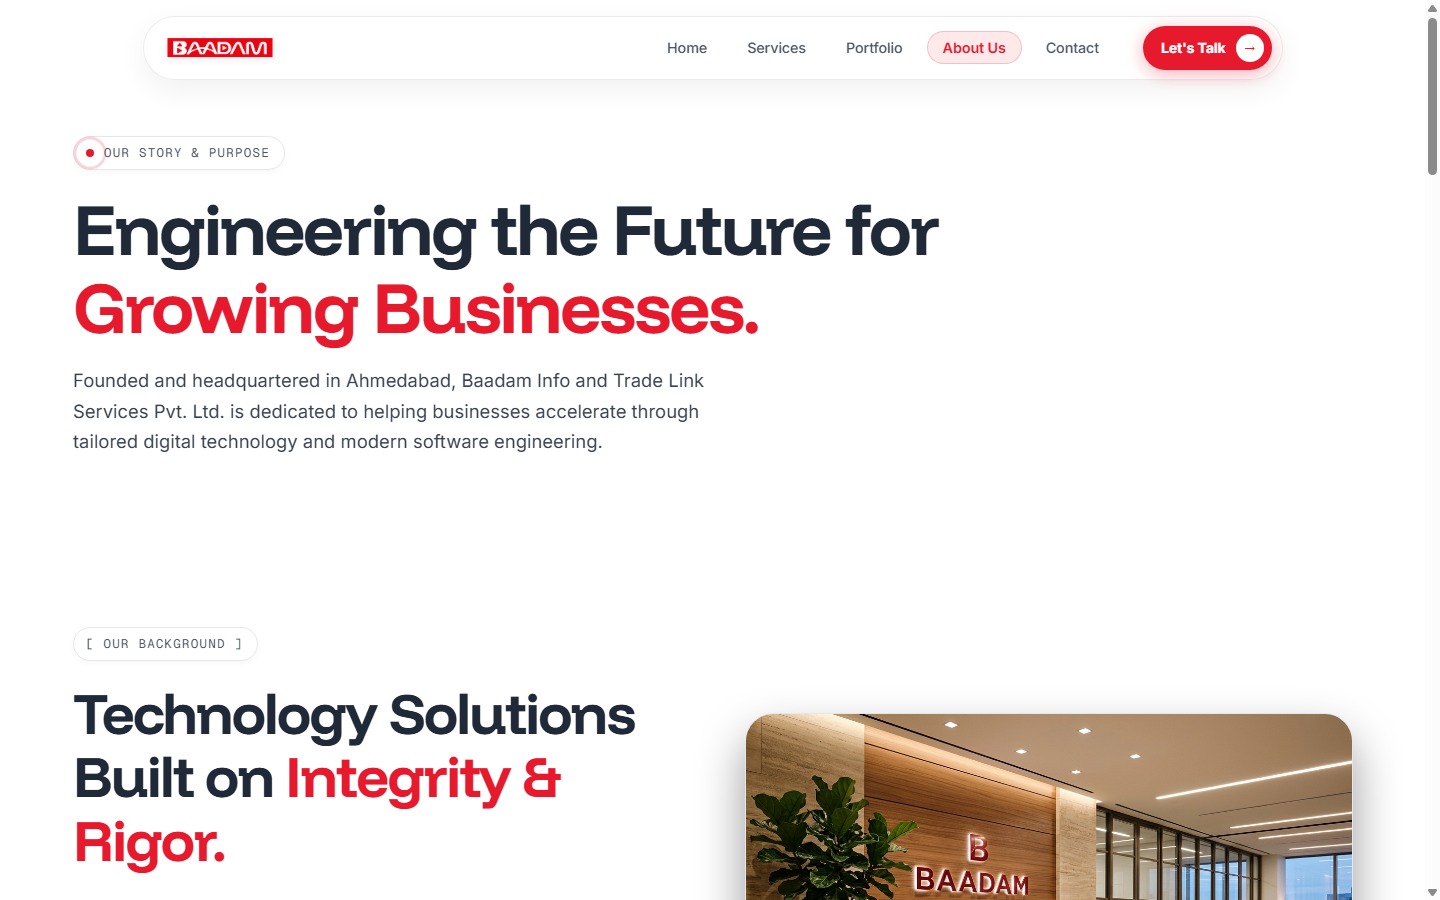 BAADAM
Home
Services
Portfolio
About Us
Contact
Let's Talk →
OUR STORY & PURPOSE
Engineering the Future for
Growing Businesses.
Founded and headquartered in Ahmedabad, Baadam Info and Trade Link
Services Pvt. Ltd. is dedicated to helping businesses accelerate through
tailored digital technology and modern software engineering.
[ OUR BACKGROUND ]
Technology Solutions
Built on Integrity &
Rigor.
B
BAADAM